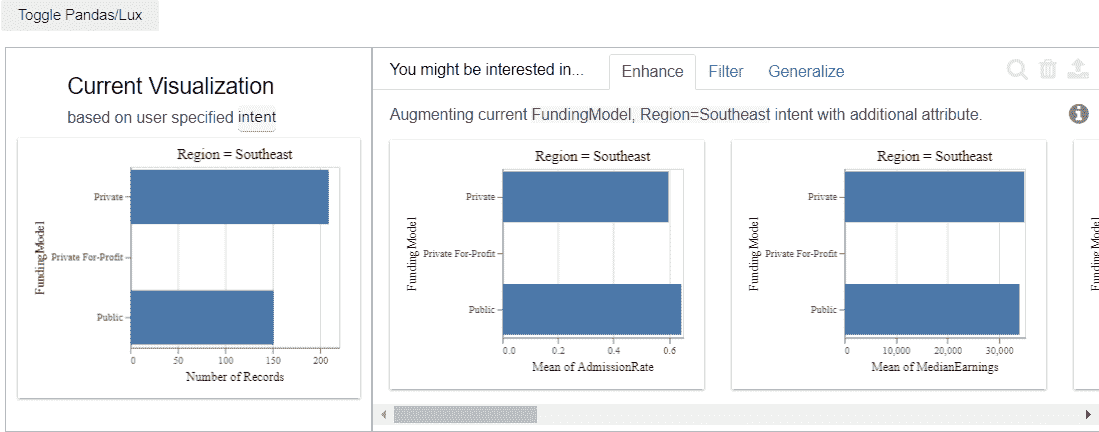 Toggle Pandas/Lux
Current Visualization
based on user specified intent
Region = Southeast
FundingModel
Private
Private For-Profit
Public
0 50 100 150 200
Number of Records
You might be interested in... Enhance Filter Generalize
Augmenting current FundingModel, Region=Southeast intent with additional attribute.
Region = Southeast
FundingModel
Private
Private For-Profit
Public
0.0 0.2 0.4 0.6
Mean of AdmissionRate
Region = Southeast
FundingModel
Private
Private For-Profit
Public
0 10,000 20,000 30,000
Mean of MedianEarnings